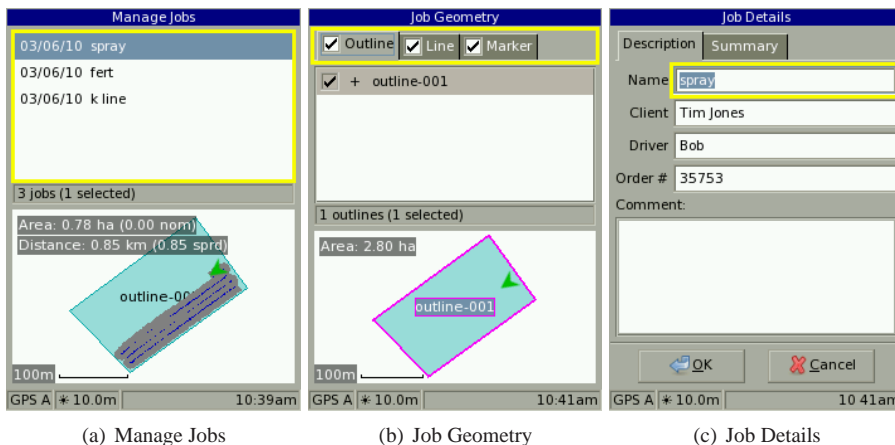 Manage Jobs
03/06/10 spray
03/06/10 fert
03/06/10 k line
3 jobs (1 selected)
Area: 0.78 ha (0.00 nom)
Distance: 0.85 km (0.85 sprd)
outline-00
100m
GPS A 10.0m 10:39am
(a) Manage Jobs
Job Geometry
Outline Line Marker
+ outline-001
1 outlines (1 selected)
Area: 2.80 ha
outline-001
100m
GPS A 10.0m 10:41am
(b) Job Geometry
Job Details
Description Summary
Name spray
Client Tim Jones
Driver Bob
Order # 35753
Comment:
OK Cancel
GPS A 10.0m 10 41am
(c) Job Details